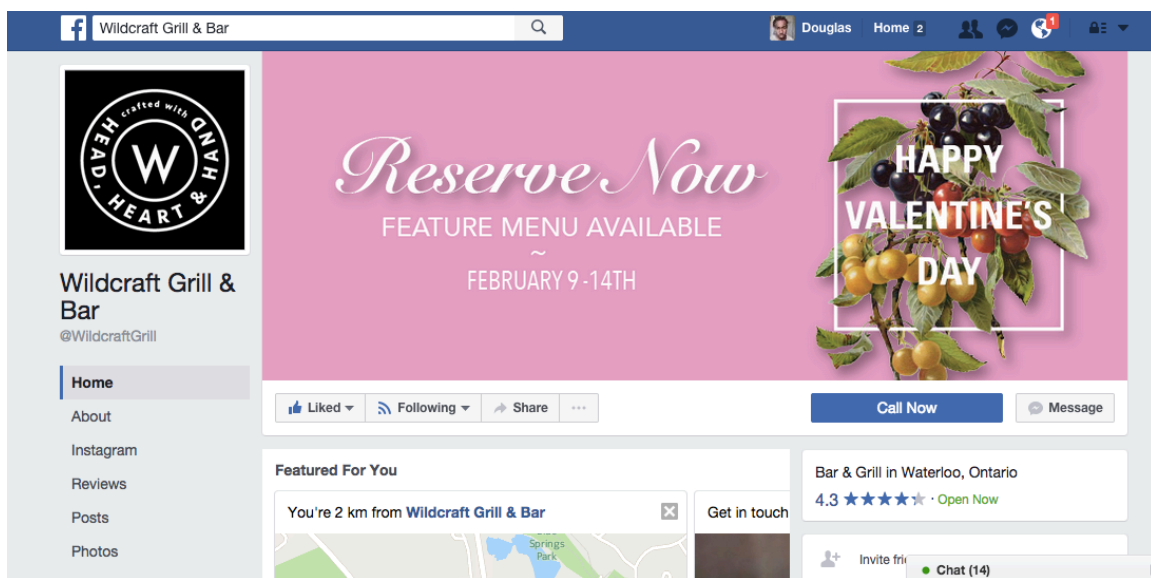 Wildcraft Grill & Bar
Douglas
Home 2
1
crafted with
HEAD, HEART & HAND
W
Wildcraft Grill &
Bar
@WildcraftGrill
Home
About
Instagram
Reviews
Posts
Photos
Reserve Now
FEATURE MENU AVAILABLE
~
FEBRUARY 9-14TH
HAPPY
VALENTINE'S
DAY
Liked
Following
Share
...
Call Now
Message
Featured For You
You're 2 km from Wildcraft Grill & Bar
Springs
Park
Get in touch
Bar & Grill in Waterloo, Ontario
4.3 ★★★★★ · Open Now
Invite frie
Chat (14)